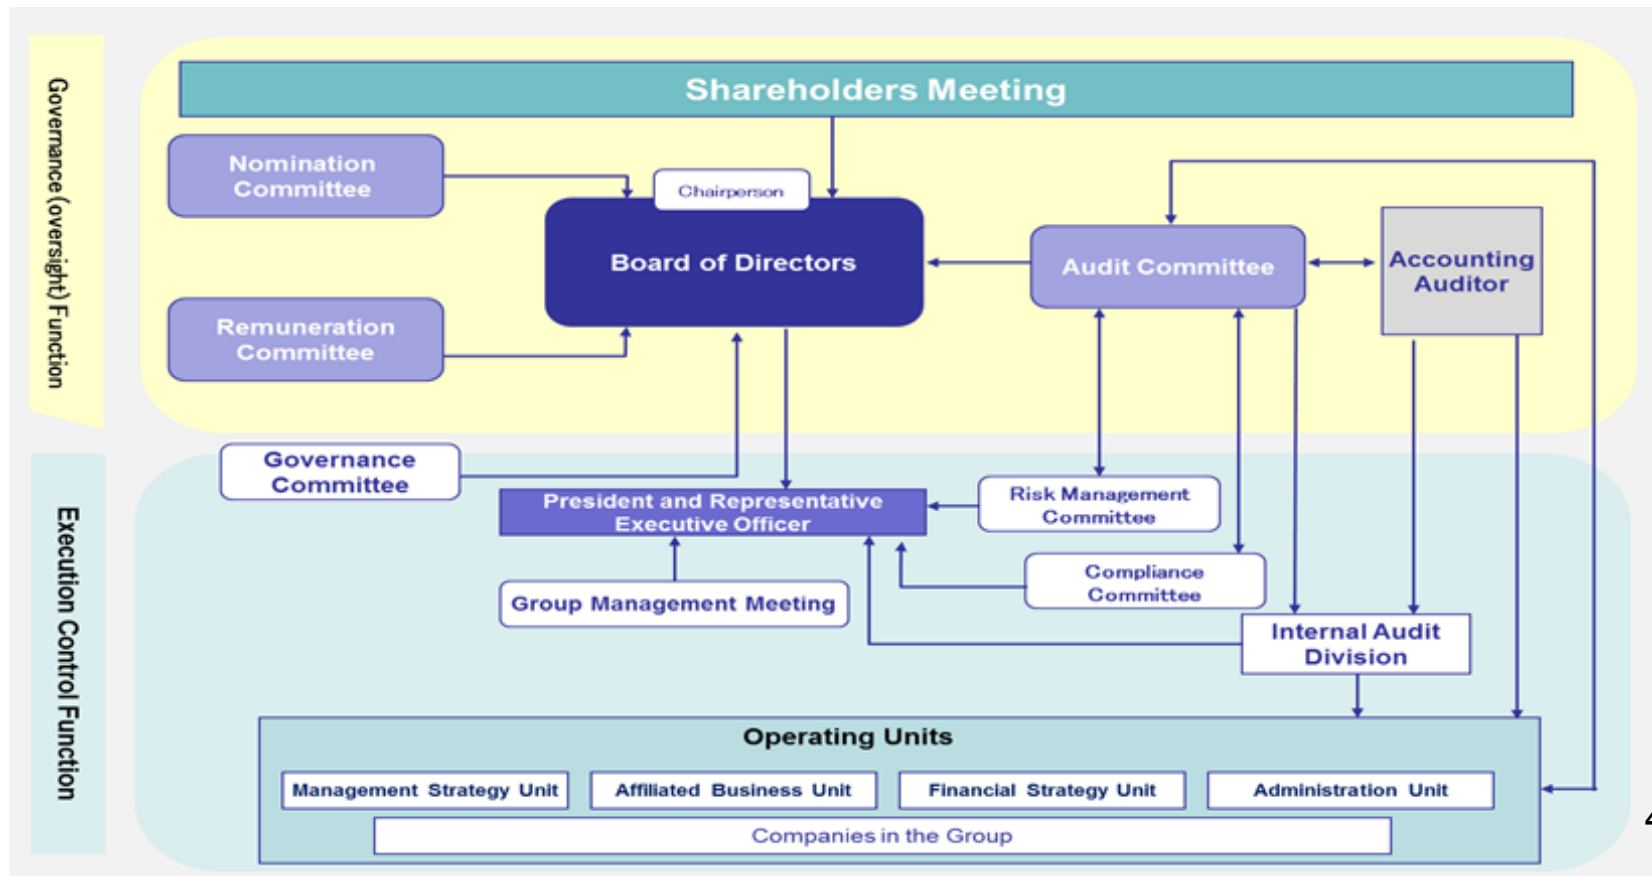 Governance (oversight) Function
Shareholders Meeting
Nomination
Committee
Chairperson
Board of Directors
Audit Committee
Accounting
Auditor
Remuneration
Committee
Execution Control Function
Governance
Committee
President and Representative
Executive Officer
Risk Management
Committee
Group Management Meeting
Compliance
Committee
Internal Audit
Division
Operating Units
Management Strategy Unit
Affiliated Business Unit
Financial Strategy Unit
Administration Unit
Companies in the Group